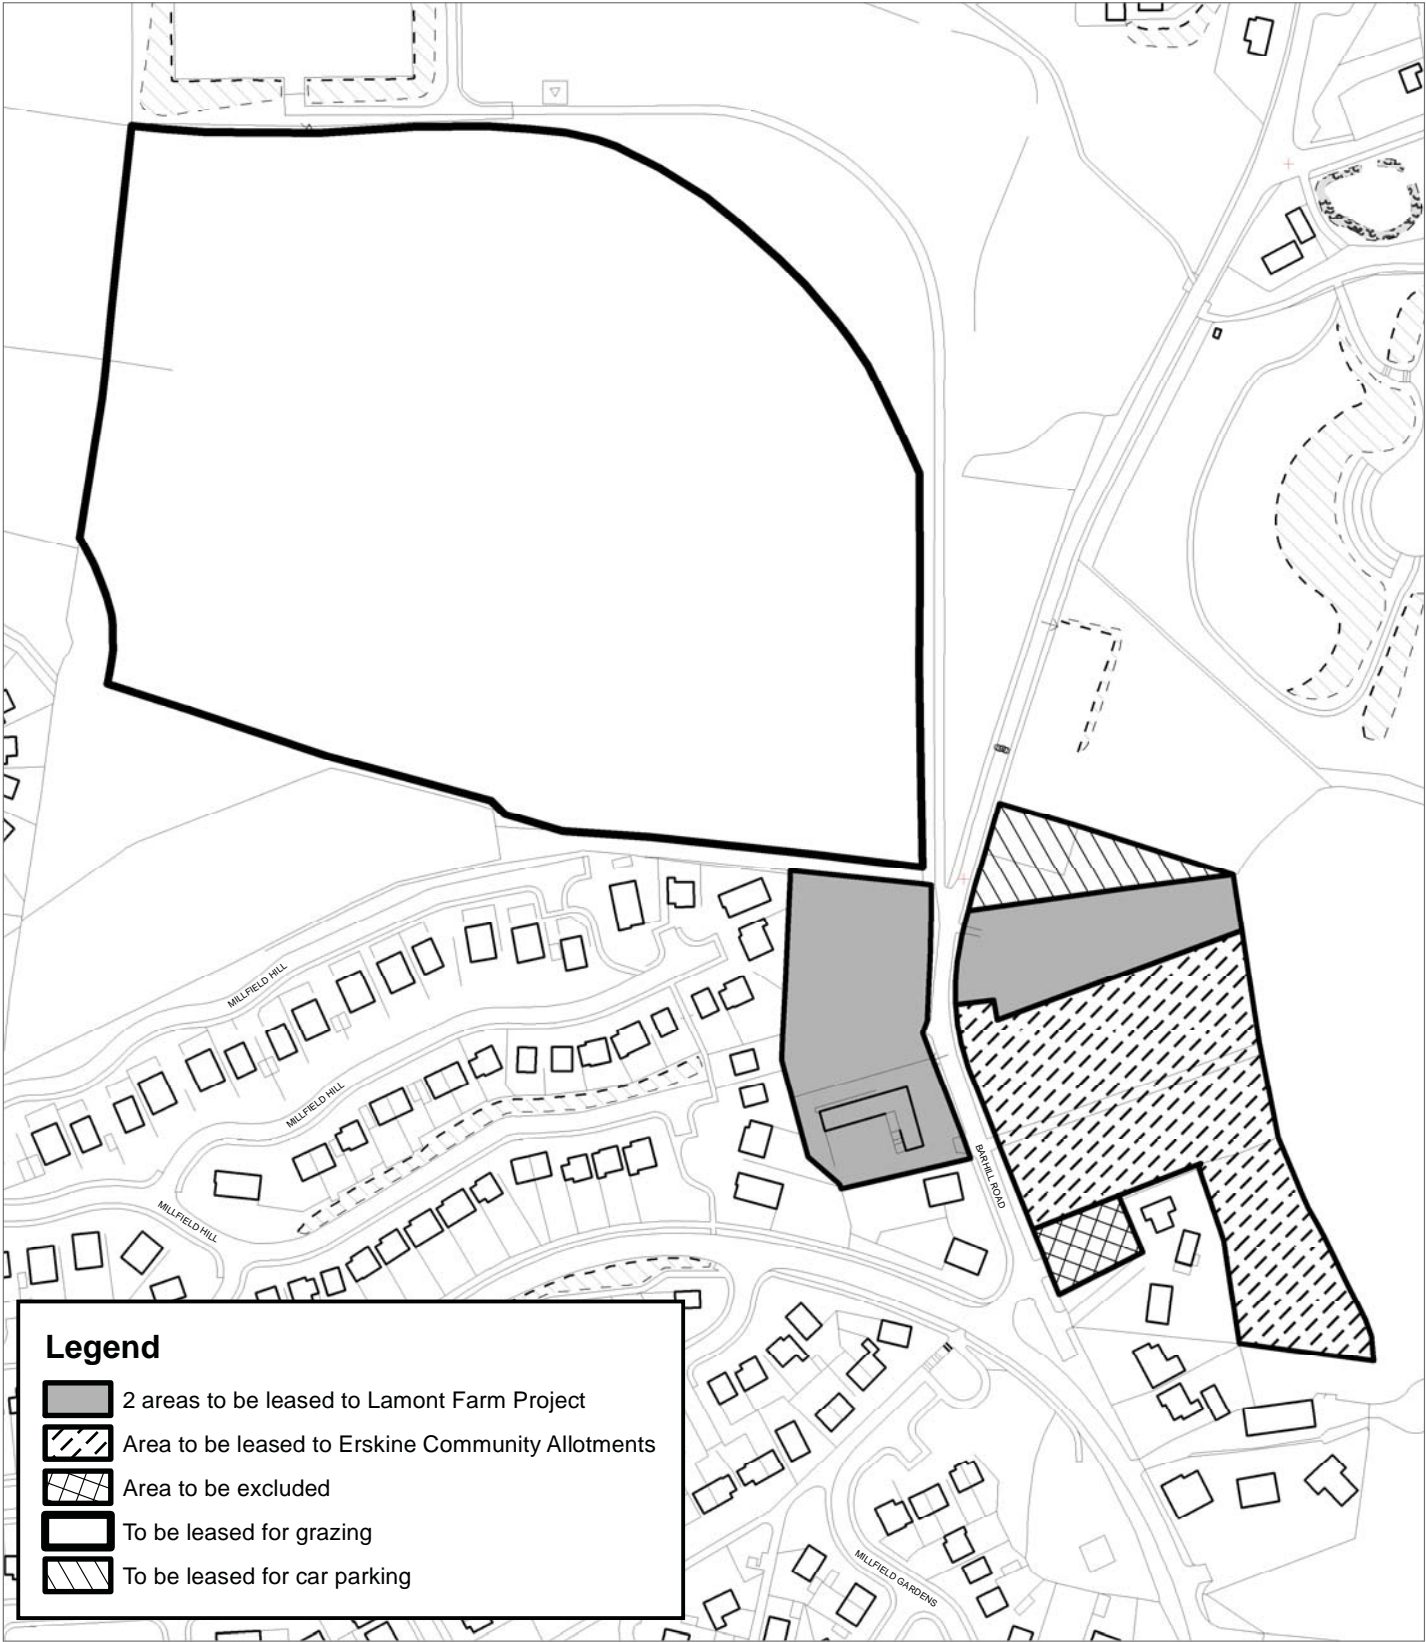 MILLFIELD HILL
MILLFIELD HILL
MILLFIELD HILL
BARHILL ROAD
MILLFIELD GARDENS
Legend
2 areas to be leased to Lamont Farm Project
Area to be leased to Erskine Community Allotments
Area to be excluded
To be leased for grazing
To be leased for car parking